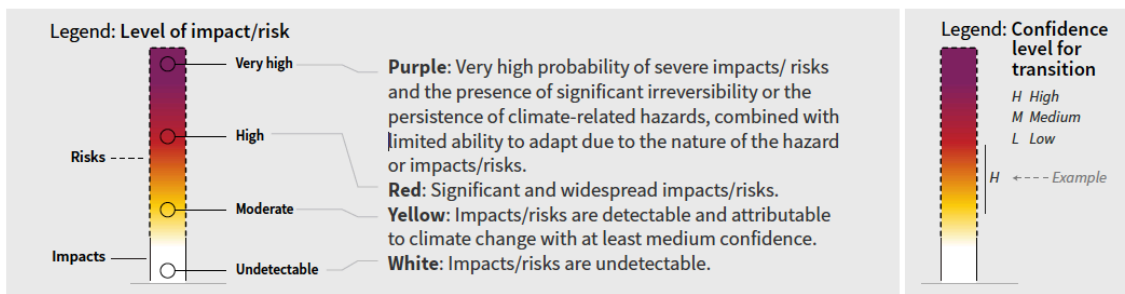 Legend: Level of impact/risk
Very high
High
Risks
Moderate
Impacts
Undetectable
Purple: Very high probability of severe impacts/ risks
and the presence of significant irreversibility or the
persistence of climate-related hazards, combined with
limited ability to adapt due to the nature of the hazard
or impacts/risks.
Red: Significant and widespread impacts/risks.
Yellow: Impacts/risks are detectable and attributable
to climate change with at least medium confidence.
White: Impacts/risks are undetectable.
Legend: Confidence
level for
transition
H High
M Medium
L Low
H
Example